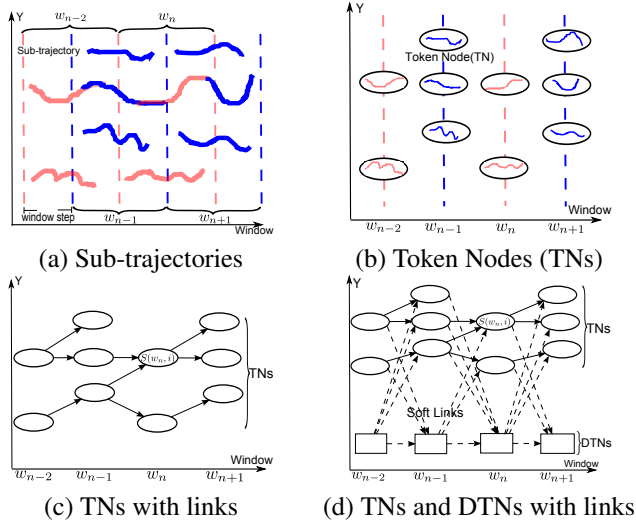 Y
w_{n-2}
w_n
Sub-trajectory
window step
w_{n-1}
w_{n+1}
Window
(a) Sub-trajectories
Y
Token Node(TN)
Window
w_{n-2}
w_{n-1}
w_n
w_{n+1}
(b) Token Nodes (TNs)
Y
S(w_n, i)
TNs
Window
w_{n-2}
w_{n-1}
w_n
w_{n+1}
(c) TNs with links
Y
S(w_n, i)
TNs
Soft Links
DTNs
Window
w_{n-2}
w_{n-1}
w_n
w_{n+1}
(d) TNs and DTNs with links